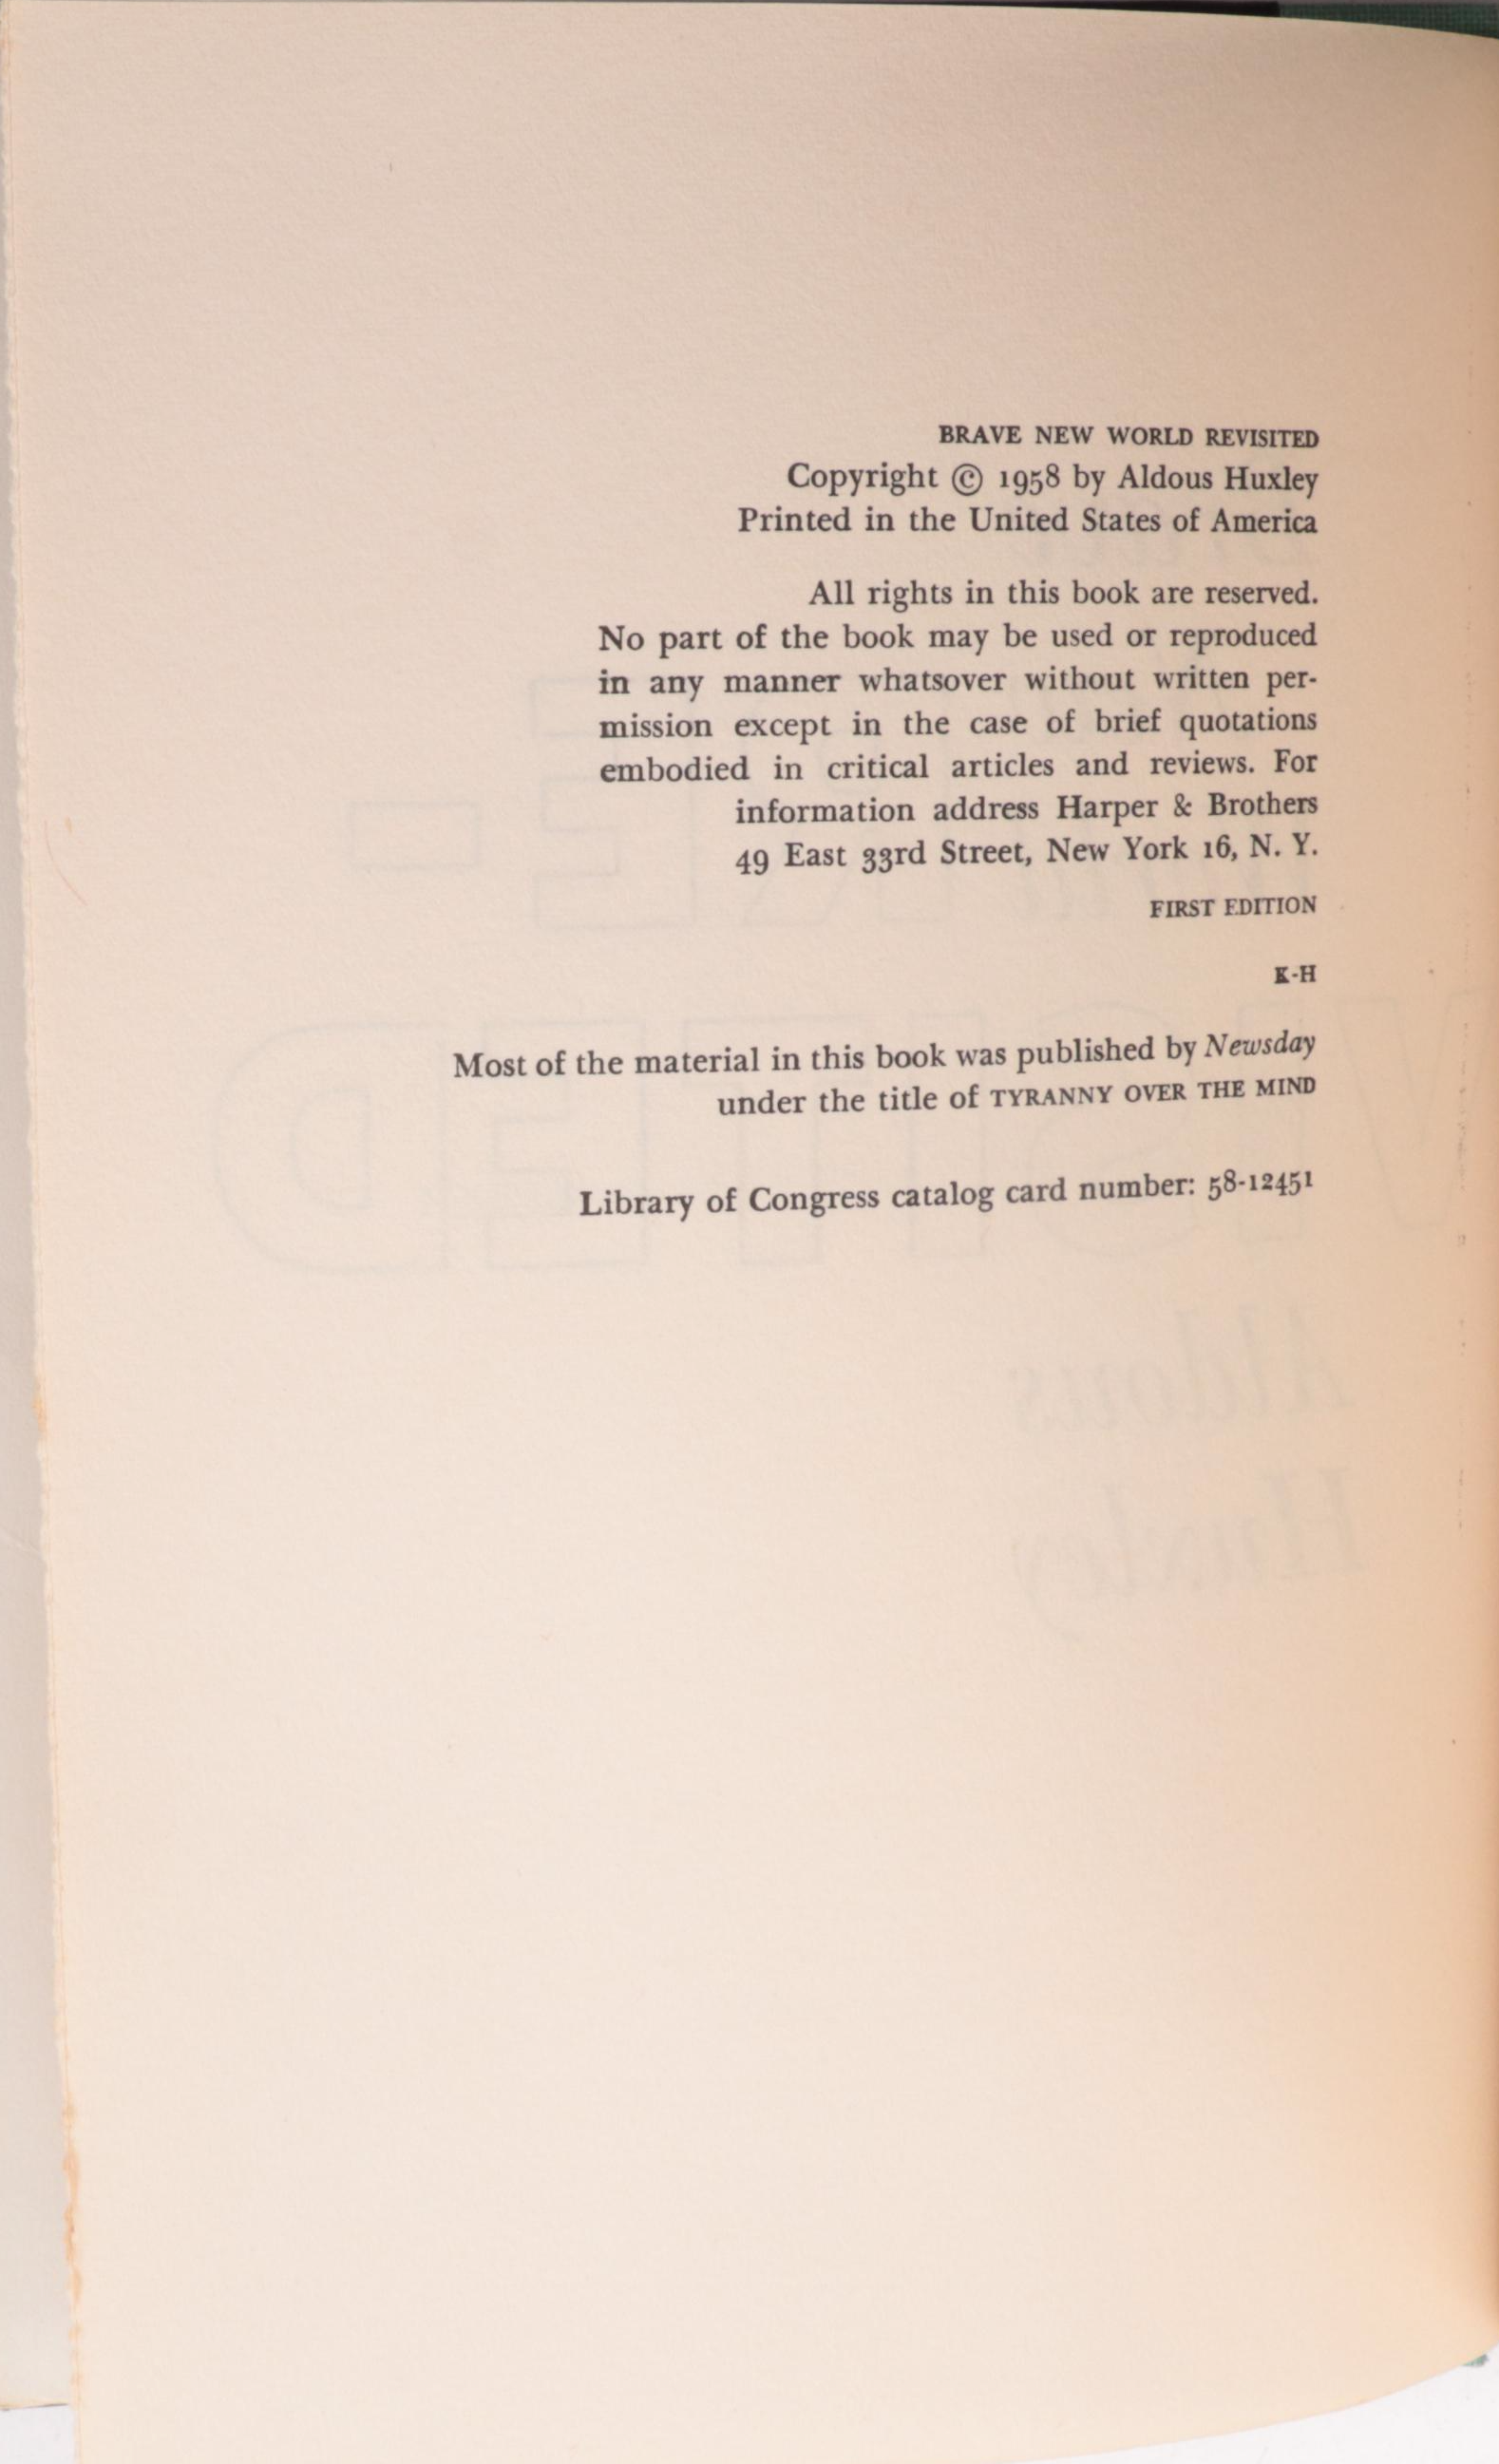 BRAVE NEW WORLD REVISITED
Copyright © 1958 by Aldous Huxley
Printed in the United States of America
All rights in this book are reserved.
No part of the book may be used or reproduced
in any manner whatsover without written per-
mission except in the case of brief quotations
embodied in critical articles and reviews. For
information address Harper & Brothers
49 East 33rd Street, New York 16, N. Y.
FIRST EDITION
K-H
Most of the material in this book was published by Newsday
under the title of TYRANNY OVER THE MIND
Library of Congress catalog card number: 58-12451